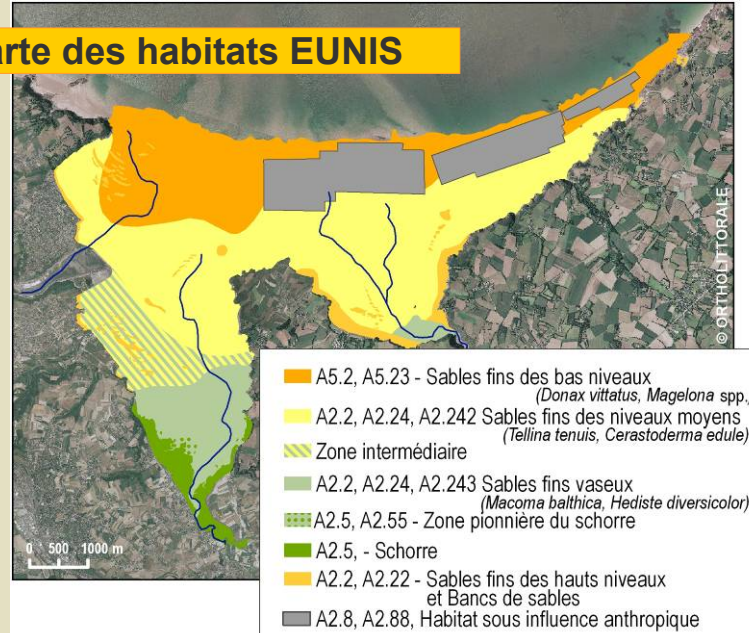 arte des habitats EUNIS
© ORTHOLITTORALE
A5.2, A5.23 - Sables fins des bas niveaux
(Donax vittatus, Magelona spp.)
A2.2, A2.24, A2.242 Sables fins des niveaux moyens
(Tellina tenuis, Cerastoderma edule)
Zone intermédiaire
A2.2, A2.24, A2.243 Sables fins vaseux
(Macoma balthica, Hediste diversicolor)
A2.5, A2.55 - Zone pionnière du schorre
A2.5, - Schorre
A2.2, A2.22 - Sables fins des hauts niveaux
et Bancs de sables
A2.8, A2.88, Habitat sous influence anthropique
0 500 1000 m